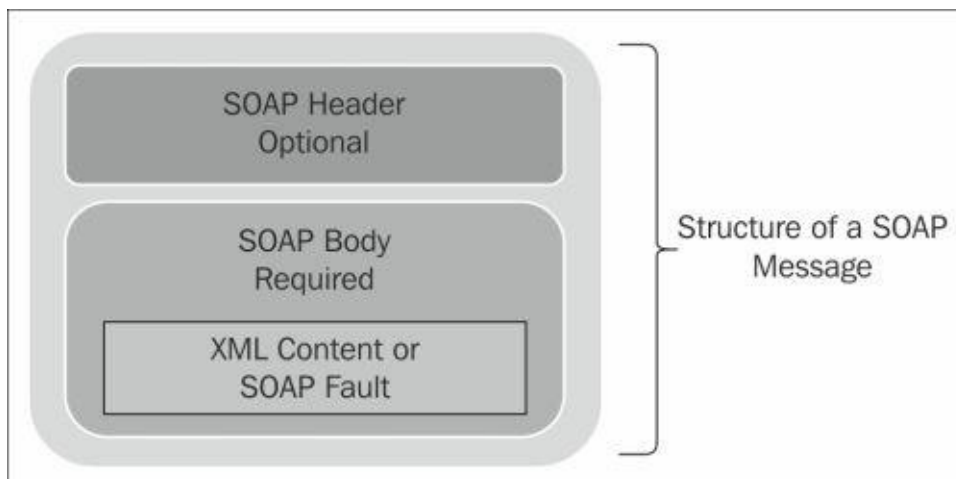 SOAP Header
Optional
SOAP Body
Required
XML Content or
SOAP Fault
Structure of a SOAP
Message